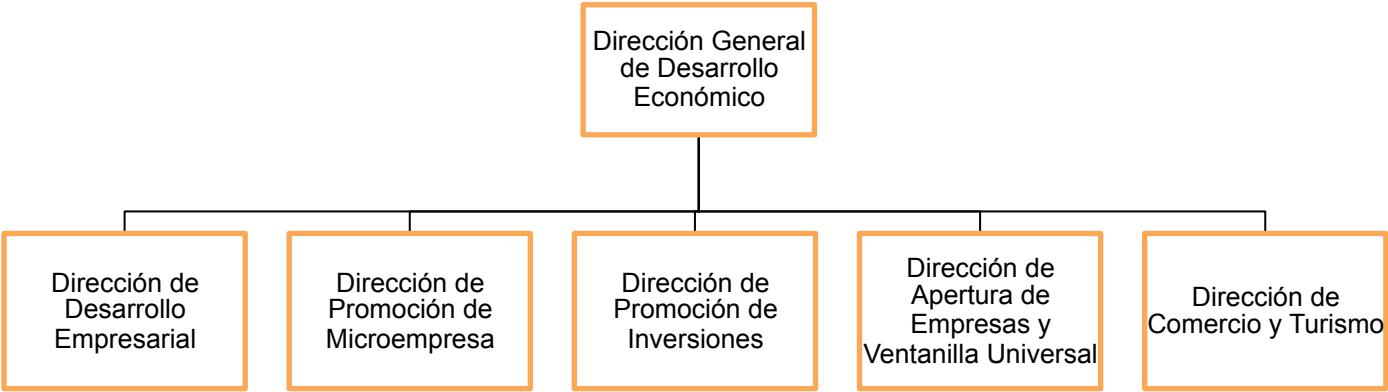 Dirección General
de Desarrollo
Económico
Dirección de
Desarrollo
Empresarial
Dirección de
Promoción de
Microempresa
Dirección de
Promoción de
Inversiones
Dirección de
Apertura de
Empresas y
Ventanilla Universal
Dirección de
Comercio y Turismo